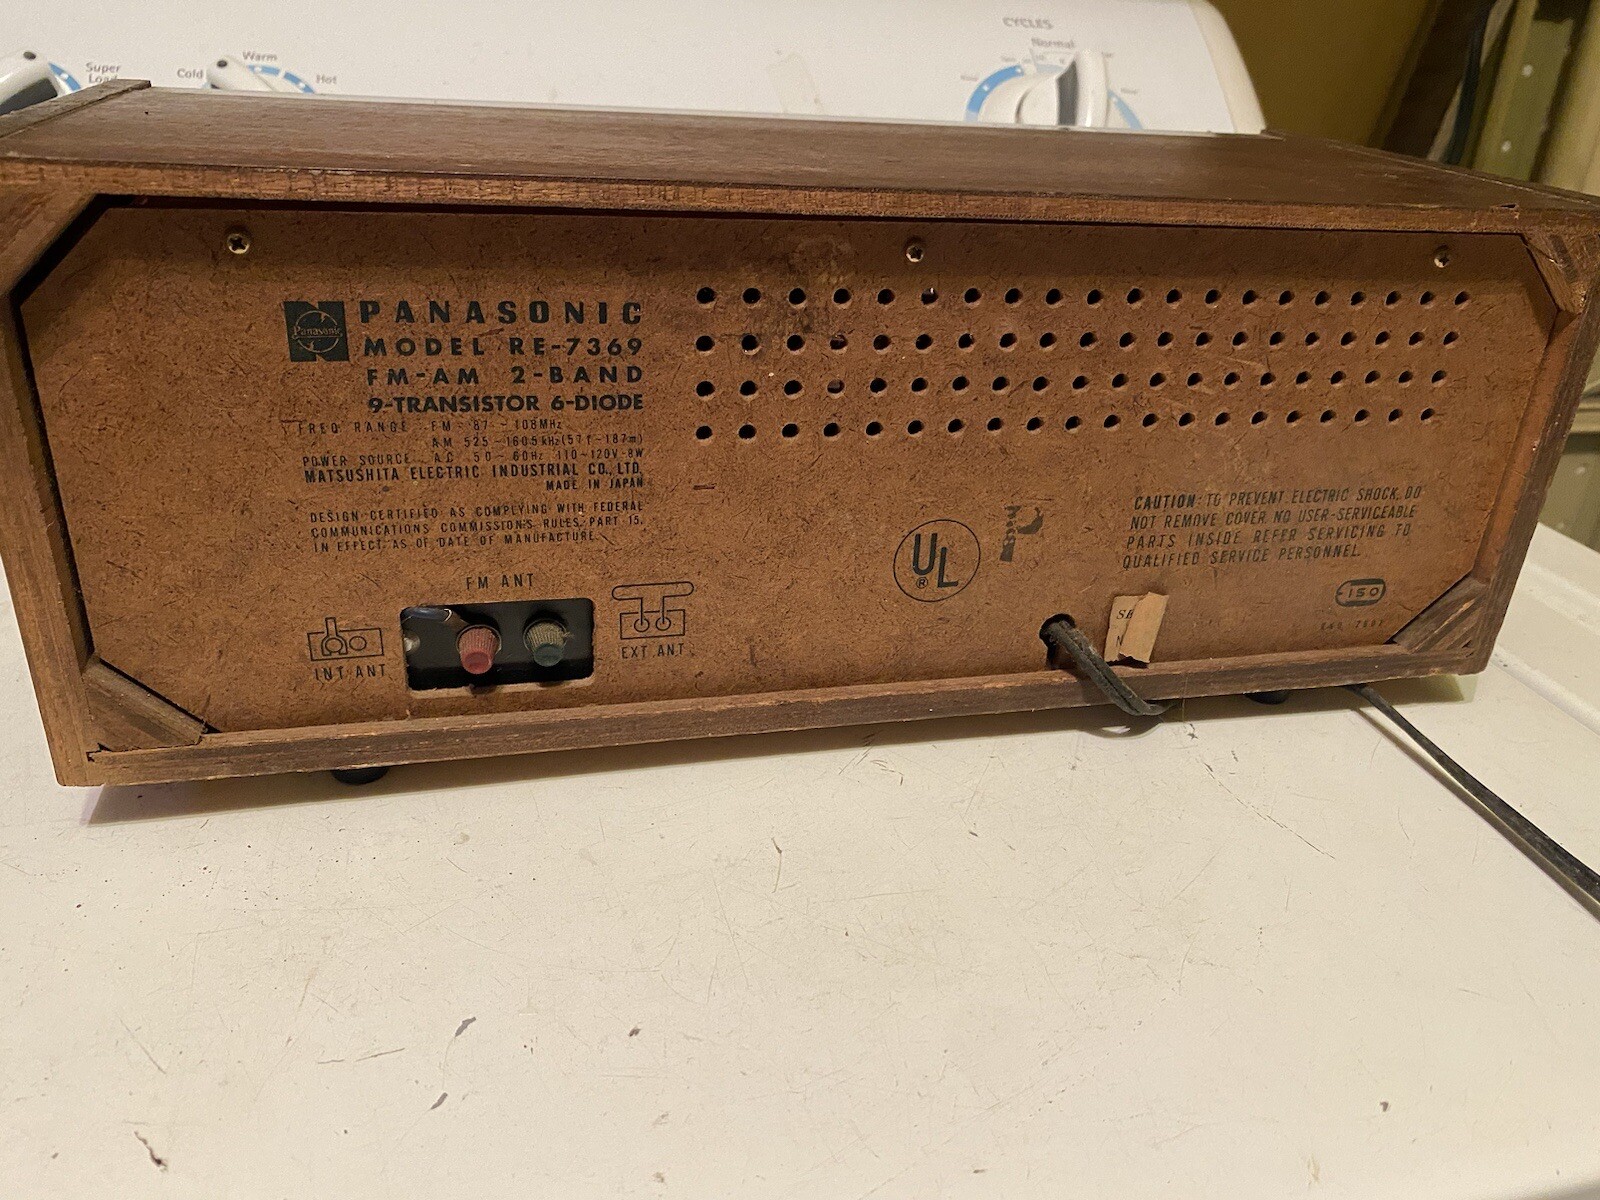 CYCLES
Normal
Super
Load
Cold
Warm
Hot
Panasonic
PANASONIC
MODEL RE-7369
FM-AM 2-BAND
9-TRANSISTOR 6-DIODE
FREQ RANGE FM 87~108MHz
AM 525~1605kHz(571~187m)
POWER SOURCE AC 50~60Hz 110~120V 8W
MATSUSHITA ELECTRIC INDUSTRIAL CO., LTD.
MADE IN JAPAN
DESIGN CERTIFIED AS COMPLYING WITH FEDERAL
COMMUNICATIONS COMMISSION'S RULES, PART 15,
IN EFFECT AS OF DATE OF MANUFACTURE.
FM ANT
INT ANT
EXT ANT
UL
®
CAUTION: TO PREVENT ELECTRIC SHOCK, DO
NOT REMOVE COVER. NO USER-SERVICEABLE
PARTS INSIDE. REFER SERVICING TO
QUALIFIED SERVICE PERSONNEL.
-ISO
SE
N